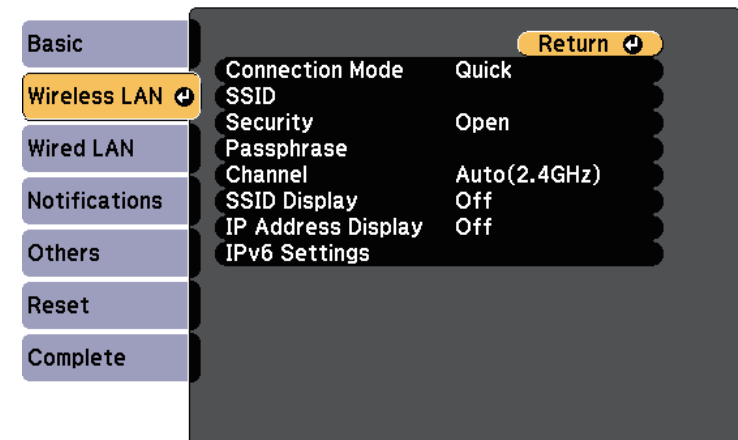 Basic
Wireless LAN
Wired LAN
Notifications
Others
Reset
Complete
Return
Connection Mode Quick
SSID
Security Open
Passphrase
Channel Auto(2.4GHz)
SSID Display Off
IP Address Display Off
IPv6 Settings